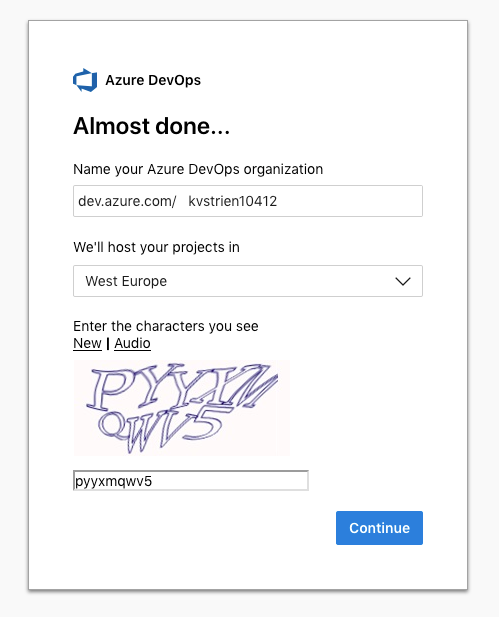 Azure DevOps
Almost done...
Name your Azure DevOps organization
dev.azure.com/ kvstrien10412
We'll host your projects in
West Europe
Enter the characters you see
New | Audio
PYYXM
QWV5
pyyxmqwv5
Continue